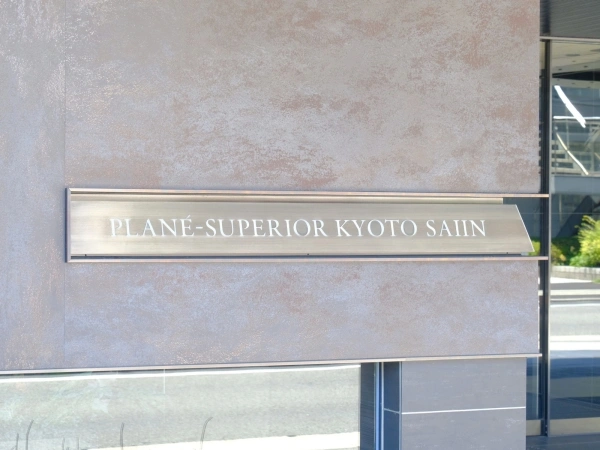 PLANÉ-SUPERIOR KYOTO SAIIN